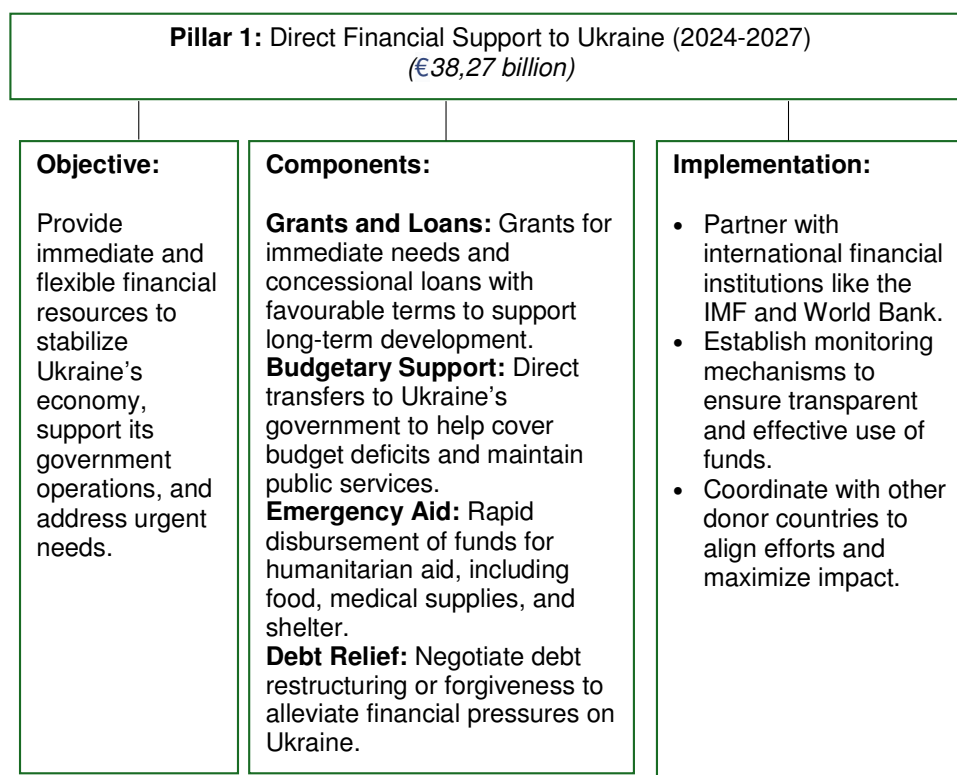 Pillar 1: Direct Financial Support to Ukraine (2024-2027)
(€38,27 billion)
Objective:
Provide
immediate and
flexible financial
resources to
stabilize
Ukraine’s
economy,
support its
government
operations, and
address urgent
needs.
Components:
Grants and Loans: Grants for
immediate needs and
concessional loans with
favourable terms to support
long-term development.
Budgetary Support: Direct
transfers to Ukraine’s
government to help cover
budget deficits and maintain
public services.
Emergency Aid: Rapid
disbursement of funds for
humanitarian aid, including
food, medical supplies, and
shelter.
Debt Relief: Negotiate debt
restructuring or forgiveness to
alleviate financial pressures on
Ukraine.
Implementation:
• Partner with
international financial
institutions like the
IMF and World Bank.
• Establish monitoring
mechanisms to
ensure transparent
and effective use of
funds.
• Coordinate with other
donor countries to
align efforts and
maximize impact.